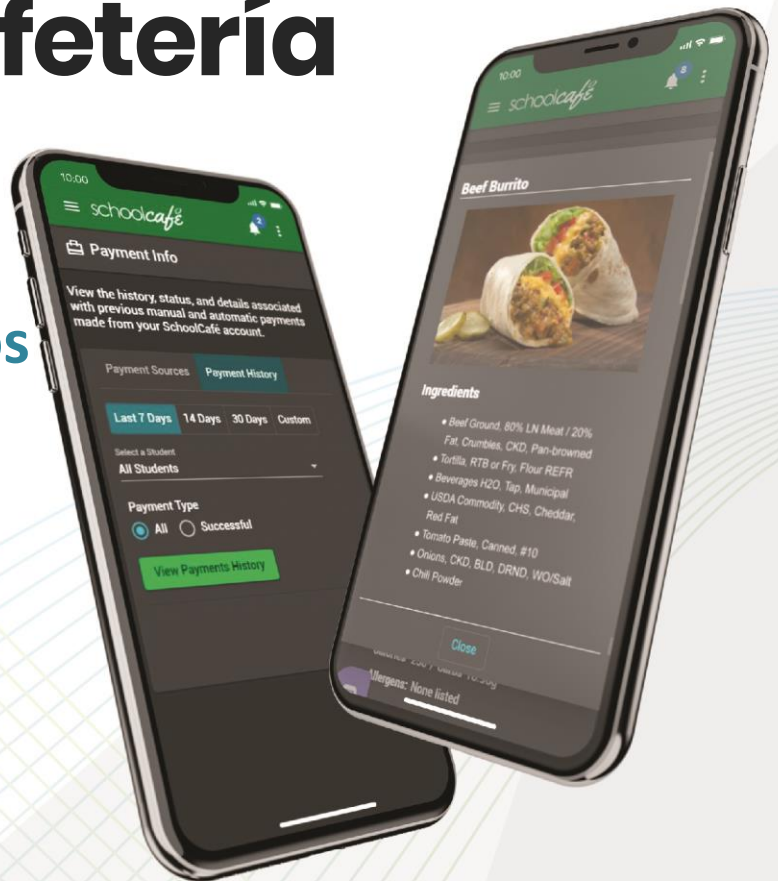 fetería
os
10:00
schoolcafé
2
Payment Info
View the history, status, and details associated
with previous manual and automatic payments
made from your SchoolCafé account.
Payment Sources Payment History
Last 7 Days 14 Days 30 Days Custom
Select a Student
All Students
Payment Type
All Successful
View Payments History
10:00
schoolcafé
8
Beef Burrito
Ingredients
• Beef Ground, 80% LN Meat / 20%
Fat, Crumbles, CKD, Pan-browned
• Tortilla, RTB or Fry, Flour REFR
• Beverages H2O, Tap, Municipal
• USDA Commodity, CHS, Cheddar,
Red Fat
• Tomato Paste, Canned, #10
• Onions, CKD, BLD, DRND, WO/Salt
• Chili Powder
Close
Allergens: None listed